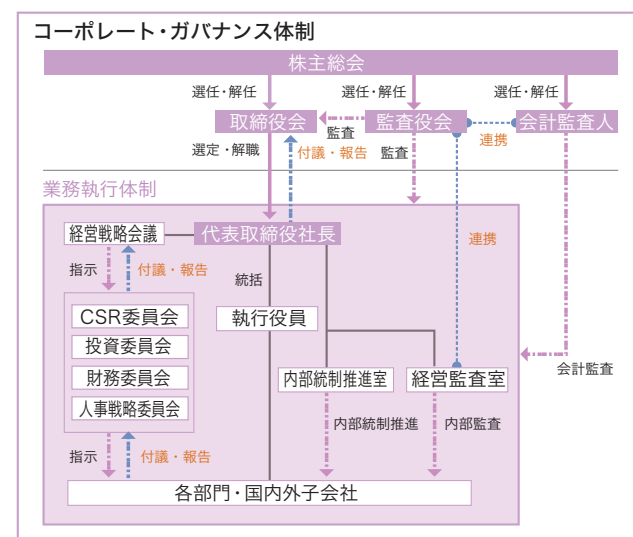 コーポレート・ガバナンス体制
株主総会
選任・解任
選任・解任
選任・解任
取締役会
監査役会
会計監査人
監査
連携
選定・解職
付議・報告
監査
業務執行体制
経営戦略会議
代表取締役社長
連携
指示
付議・報告
統括
CSR委員会
執行役員
投資委員会
財務委員会
人事戦略委員会
内部統制推進室
経営監査室
会計監査
内部統制推進
内部監査
指示
付議・報告
各部門・国内外子会社